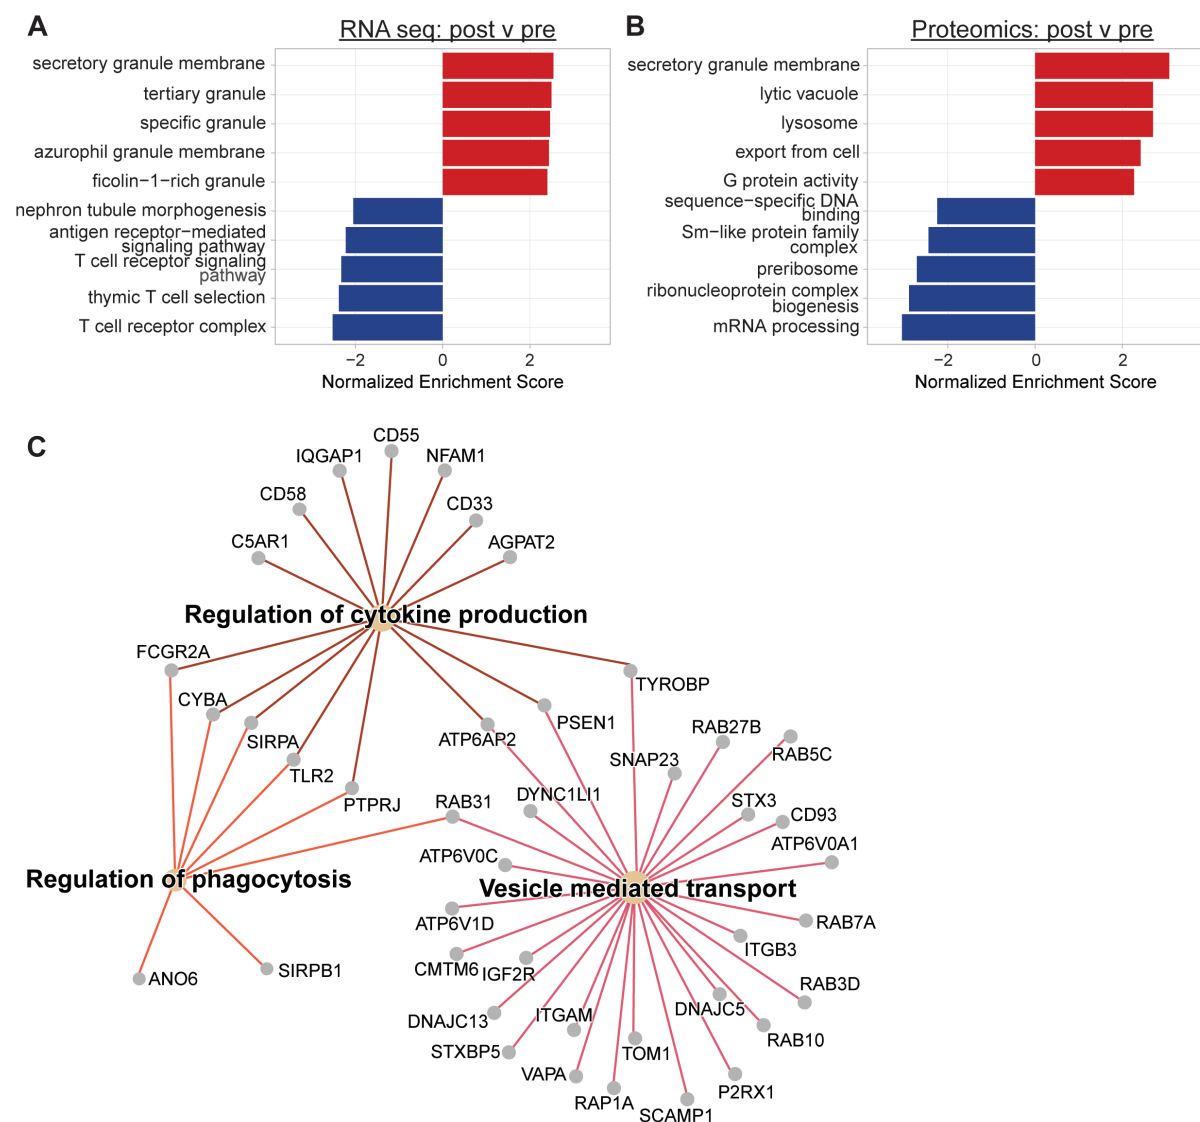 A
RNA seq: post v pre
secretory granule membrane
tertiary granule
specific granule
azurophil granule membrane
ficolin−1−rich granule
nephron tubule morphogenesis
antigen receptor−mediated
signaling pathway
T cell receptor signaling
pathway
thymic T cell selection
T cell receptor complex
−2
0
2
Normalized Enrichment Score
B
Proteomics: post v pre
secretory granule membrane
lytic vacuole
lysosome
export from cell
G protein activity
sequence−specific DNA
binding
Sm−like protein family
complex
preribosome
ribonucleoprotein complex
biogenesis
mRNA processing
−2
0
2
Normalized Enrichment Score
C
CD55
IQGAP1
NFAM1
CD58
CD33
C5AR1
AGPAT2
Regulation of cytokine production
FCGR2A
TYROBP
CYBA
PSEN1
SIRPA
ATP6AP2
RAB27B
RAB5C
SNAP23
TLR2
PTPRJ
RAB31
DYNC1LI1
STX3
CD93
ATP6V0A1
ATP6V0C
Regulation of phagocytosis
Vesicle mediated transport
ATP6V1D
RAB7A
ITGB3
CMTM6
IGF2R
ANO6
SIRPB1
RAB3D
DNAJC5
DNAJC13
ITGAM
RAB10
STXBP5
TOM1
VAPA
P2RX1
RAP1A
SCAMP1